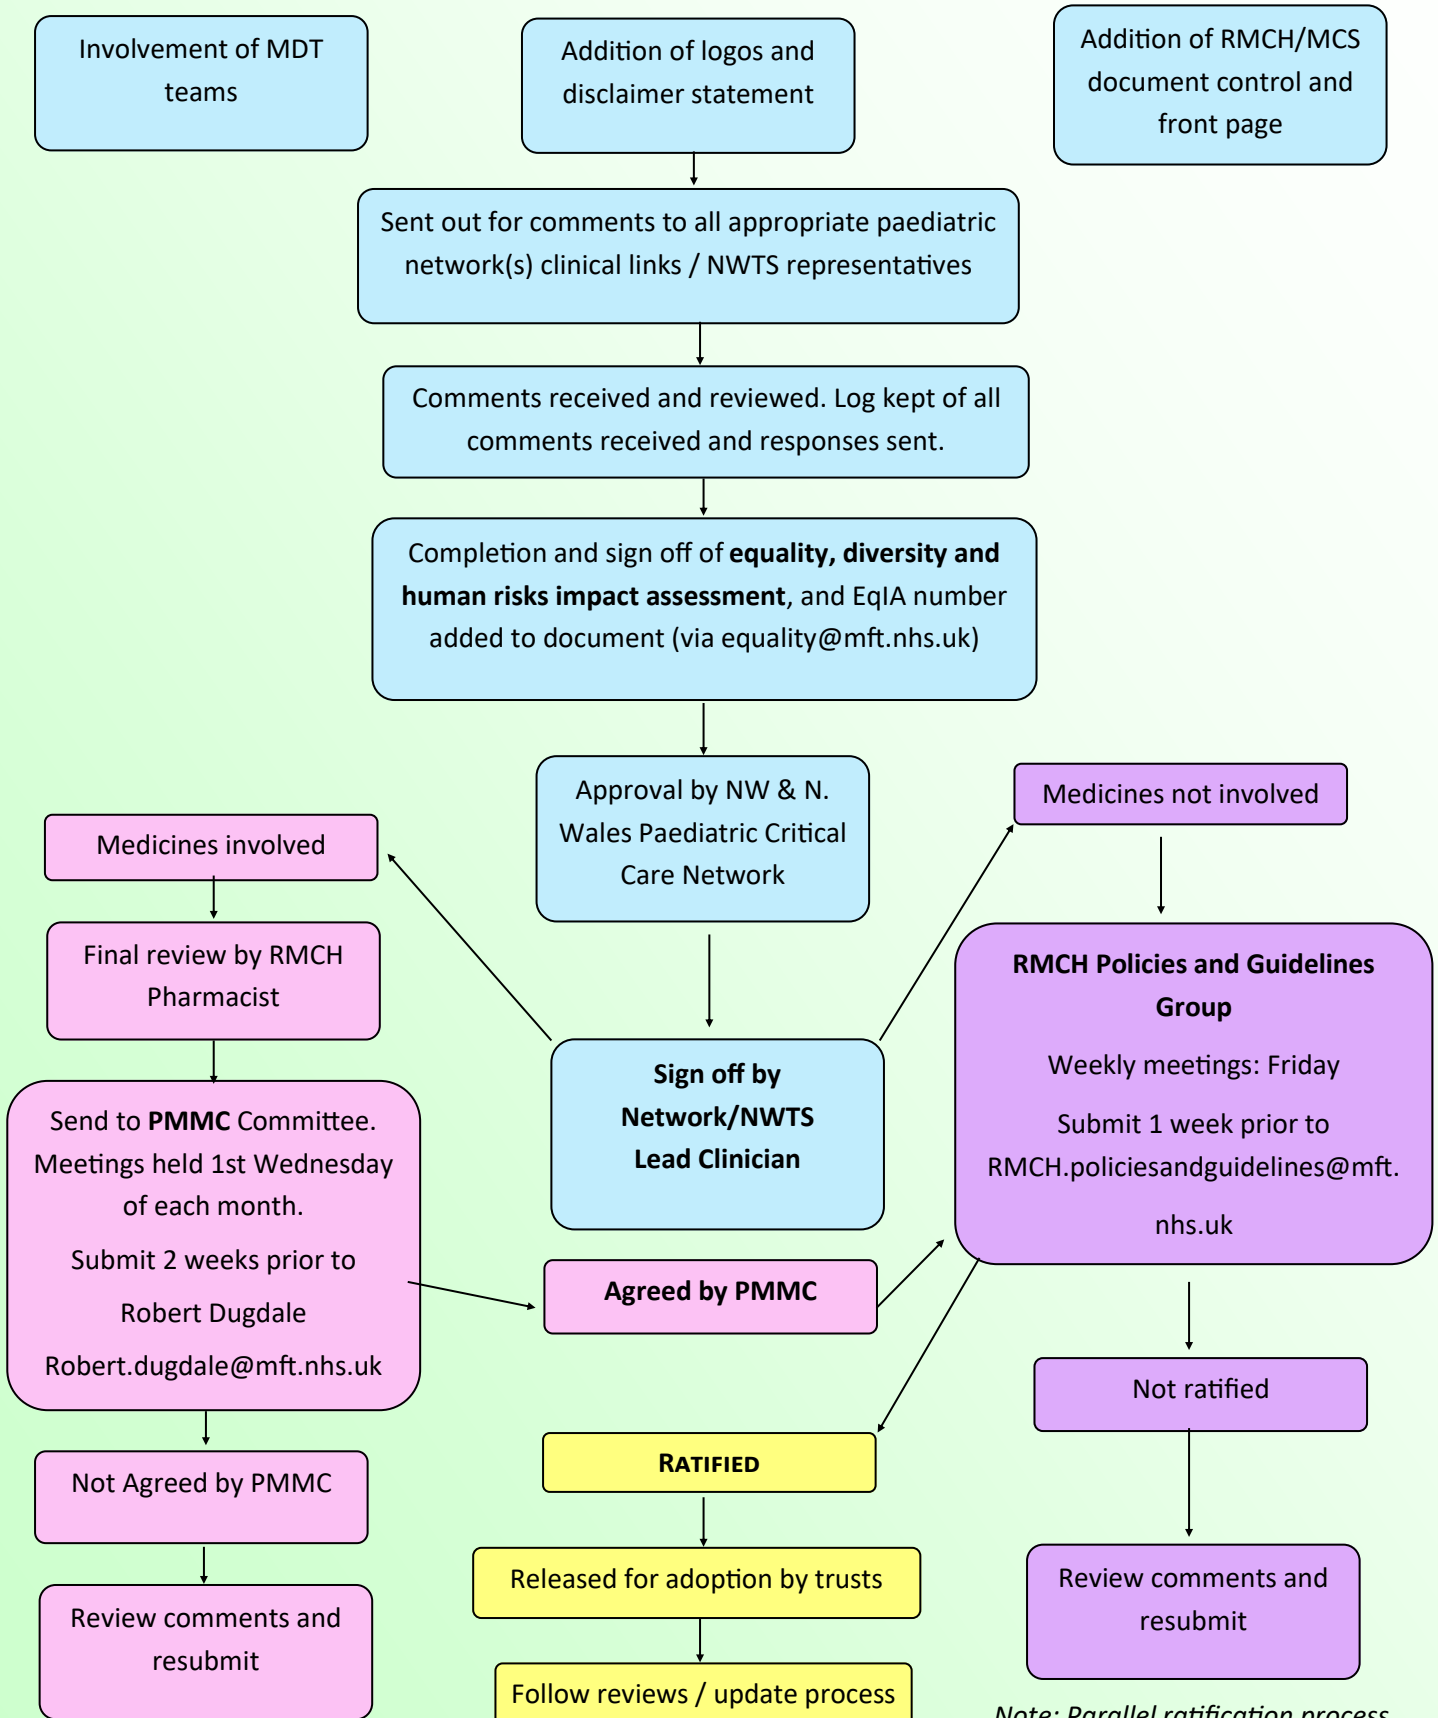 Involvement of MDT
teams
Addition of logos and
disclaimer statement
Addition of RMCH/MCS
document control and
front page
Sent out for comments to all appropriate paediatric
network(s) clinical links / NWTS representatives
Comments received and reviewed. Log kept of all
comments received and responses sent.
Completion and sign off of equality, diversity and
human risks impact assessment, and EqIA number
added to document (via equality@mft.nhs.uk)
Approval by NW & N.
Wales Paediatric Critical
Care Network
Medicines not involved
Medicines involved
Final review by RMCH
Pharmacist
RMCH Policies and Guidelines
Group
Weekly meetings: Friday
Submit 1 week prior to
RMCH.policiesandguidelines@mft.
nhs.uk
Sign off by
Network/NWTS
Lead Clinician
Send to PMMC Committee.
Meetings held 1st Wednesday
of each month.
Submit 2 weeks prior to
Robert Dugdale
Robert.dugdale@mft.nhs.uk
Agreed by PMMC
Not ratified
RATIFIED
Not Agreed by PMMC
Released for adoption by trusts
Review comments and
resubmit
Review comments and
resubmit
Follow reviews / update process
Note: Parallel ratification process